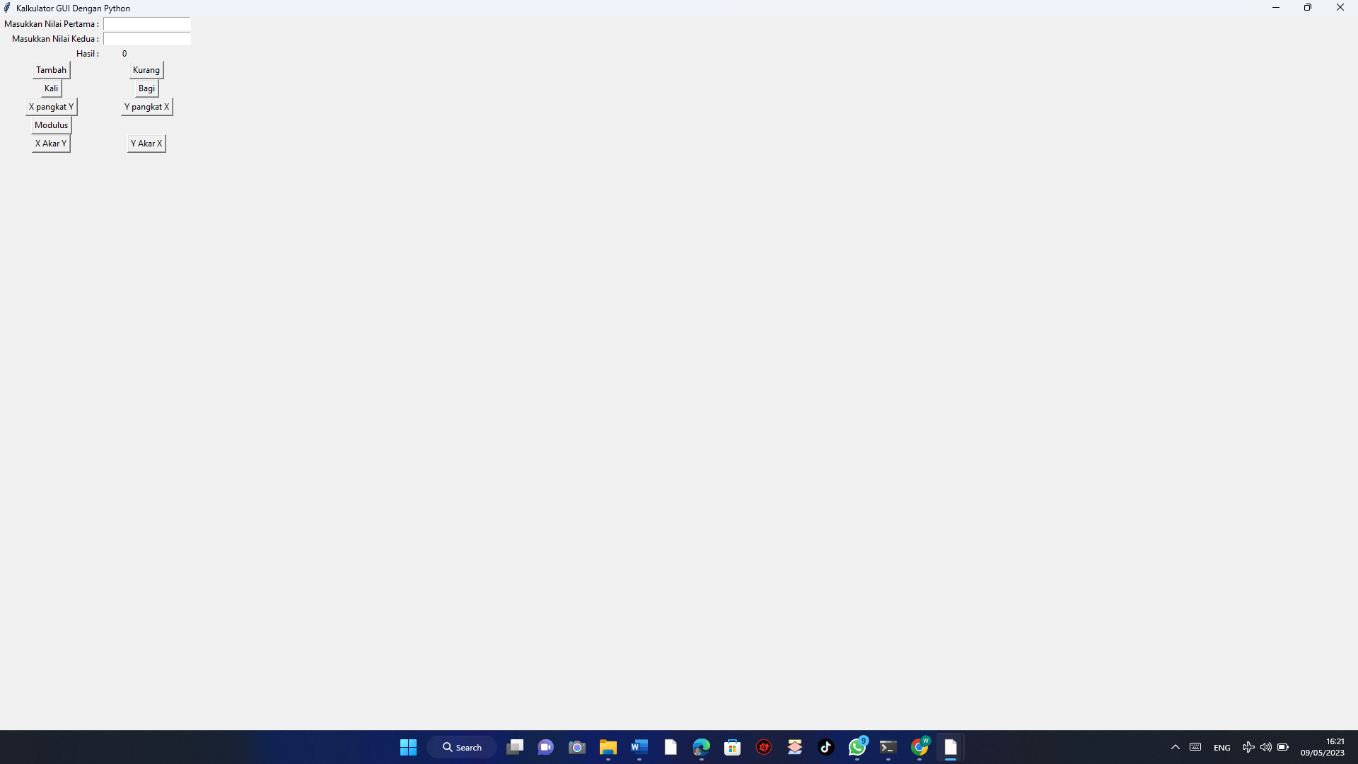 Kalkulator GUI Dengan Python
Masukkan Nilai Pertama :
Masukkan Nilai Kedua :
Hasil : 0
Tambah Kurang
Kali Bagi
X pangkat Y Y pangkat X
Modulus
X Akar Y Y Akar X
Search
9
W
W
ENG
16:21
09/05/2023